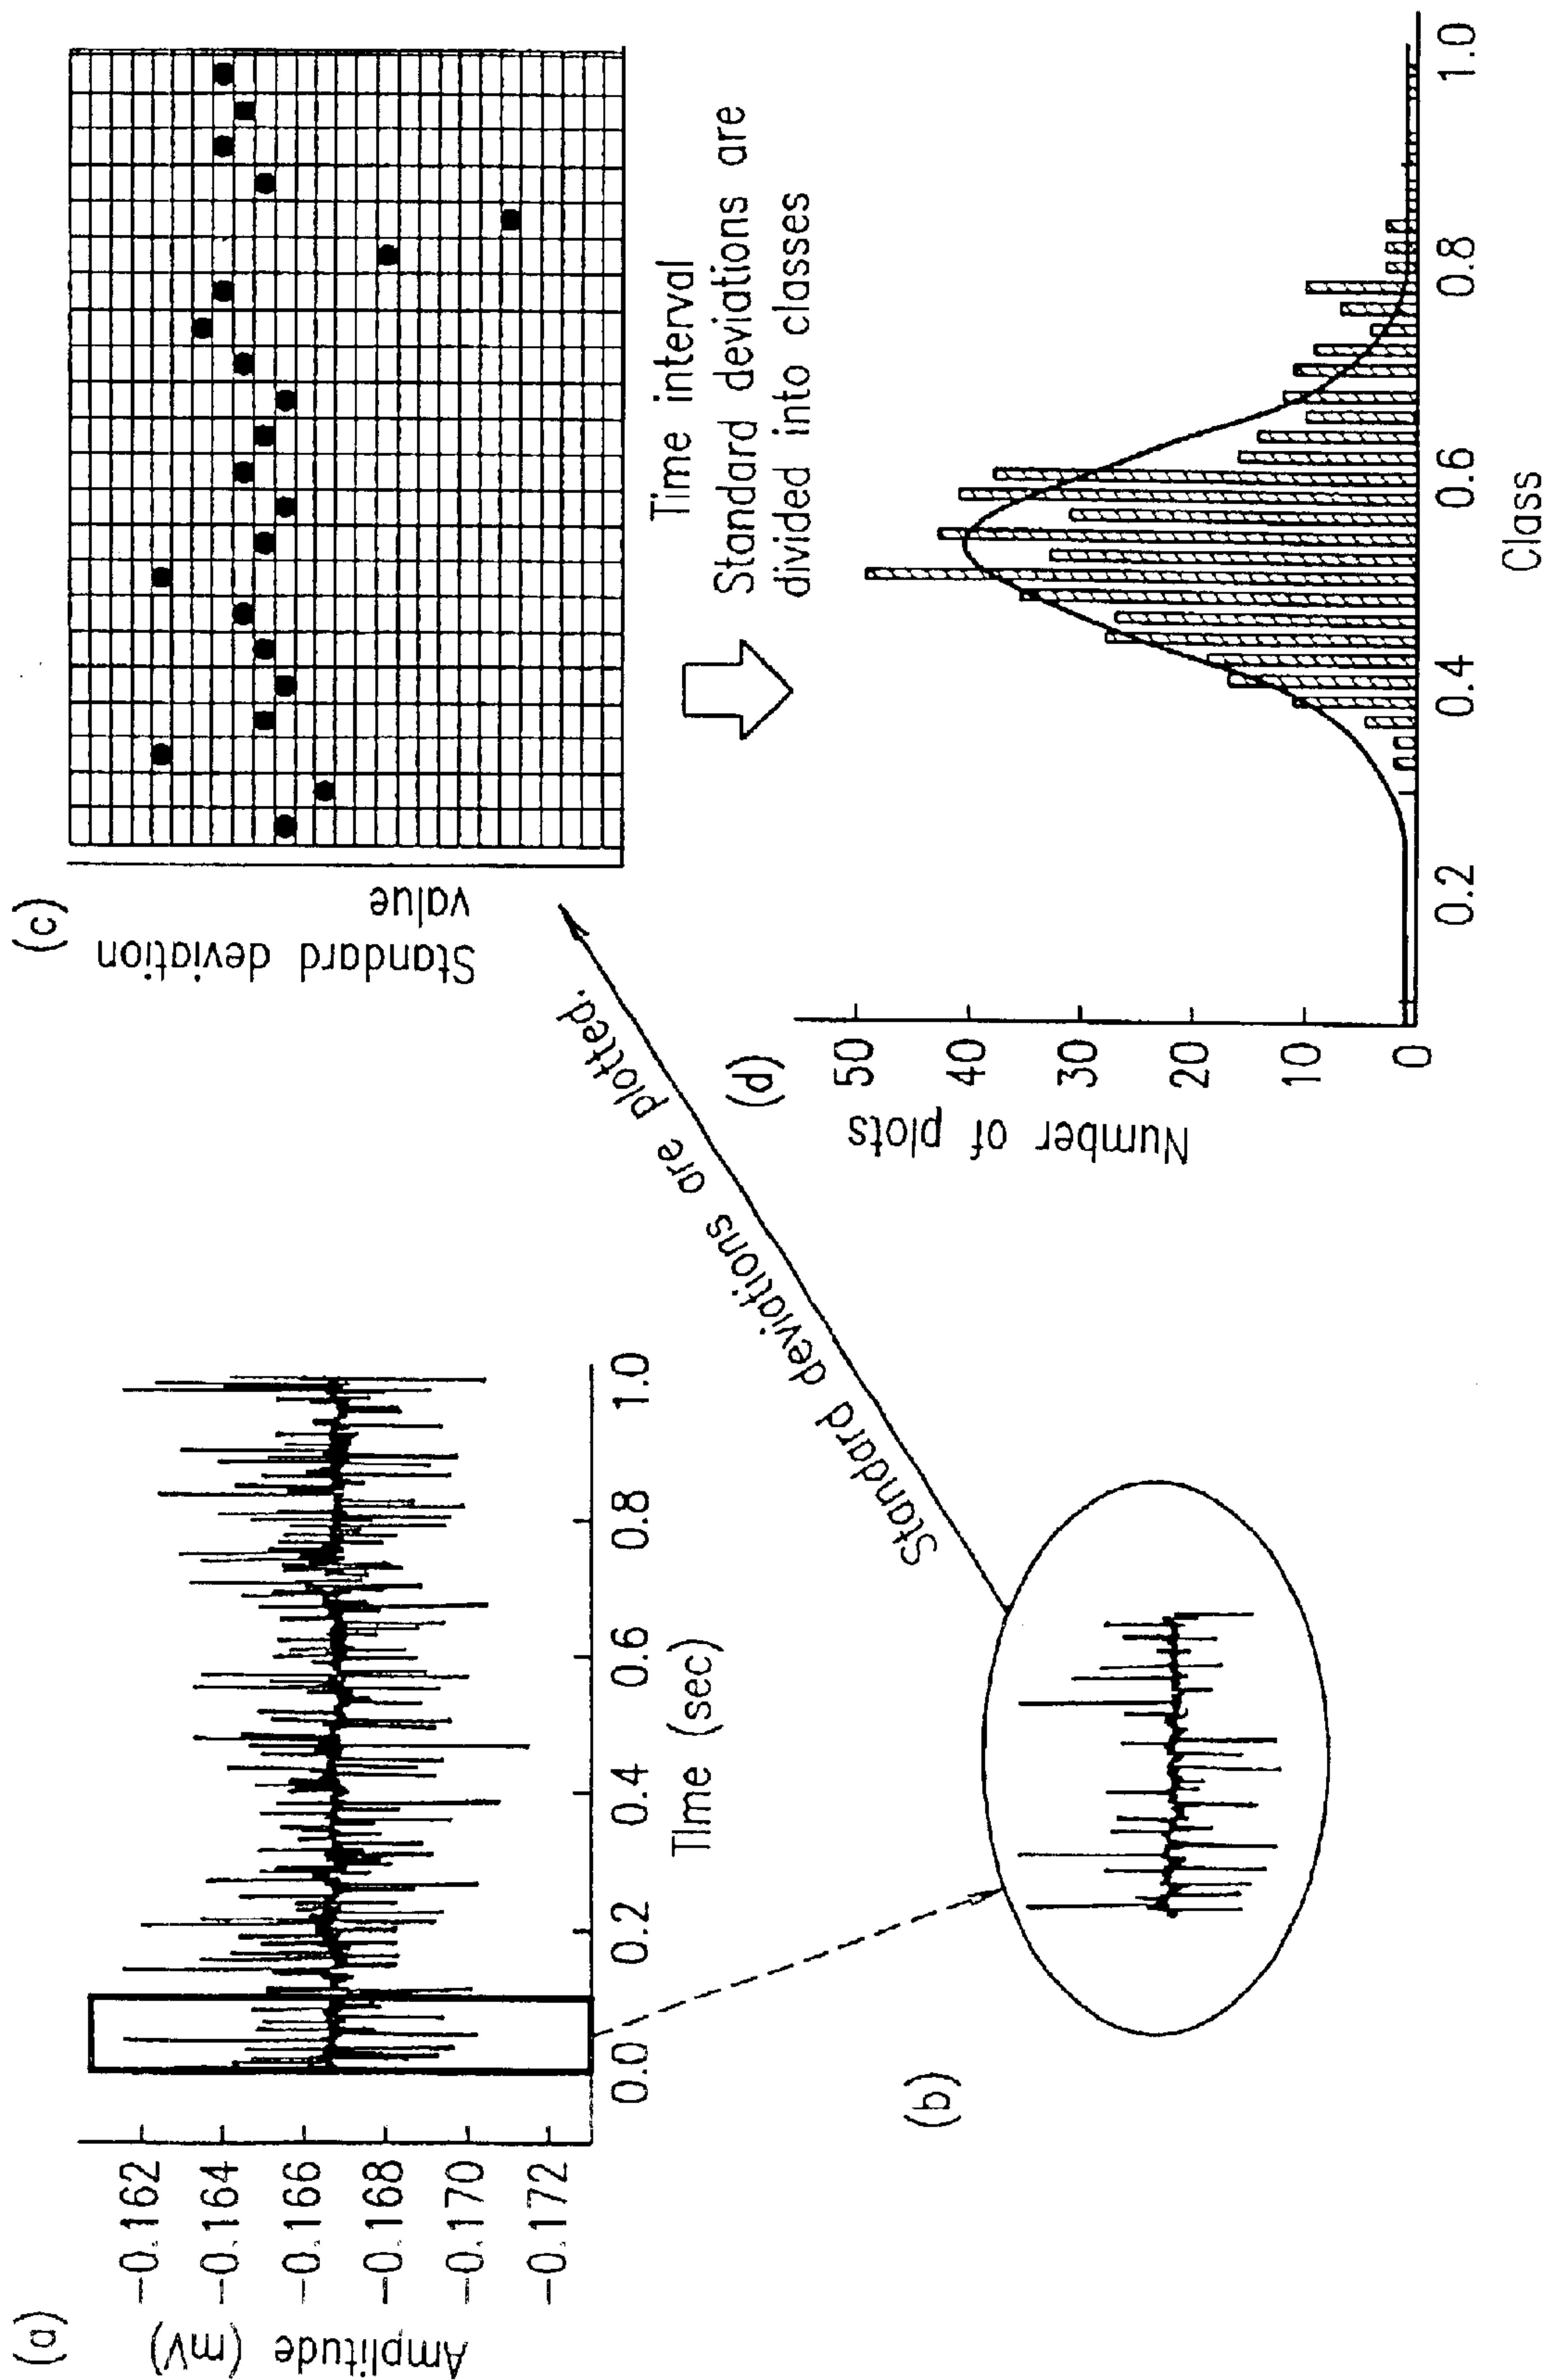 (a)
Amplitude (mV)
-0.162
-0.164
-0.166
-0.168
-0.170
-0.172
0.0 0.2 0.4 0.6 0.8 1.0
TIme (sec)
(b)
Standard deviations are plotted.
(c)
Standard deviation
value
Time interval
Standard deviations are
divided into classes
(d)
Number of plots
50
40
30
20
10
0
0.2 0.4 0.6 0.8 1.0
Class